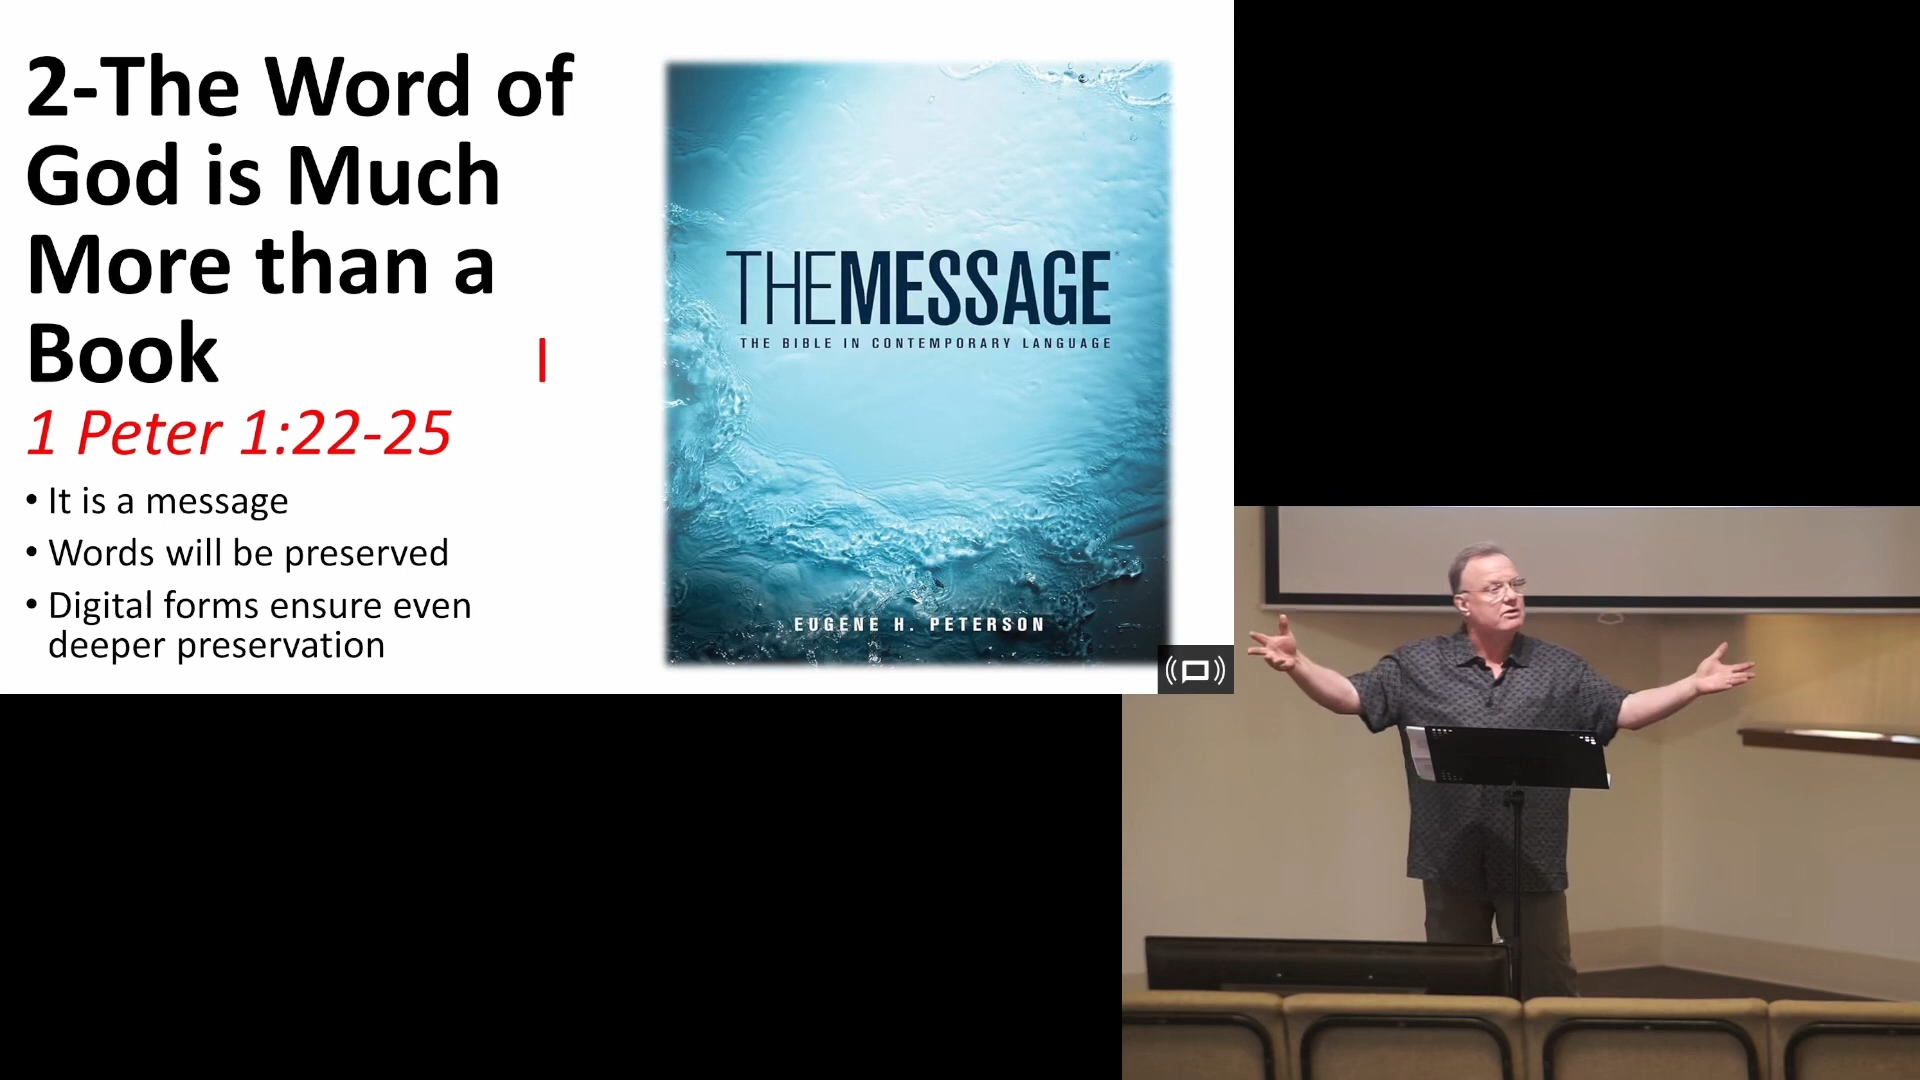 2-The Word of
God is Much
More than a
Book
I
1 Peter 1:22-25
• It is a message
• Words will be preserved
• Digital forms ensure even
deeper preservation
THEMESSAGE
THE BIBLE IN CONTEMPORARY LANGUAGE
EUGENE H. PETERSON